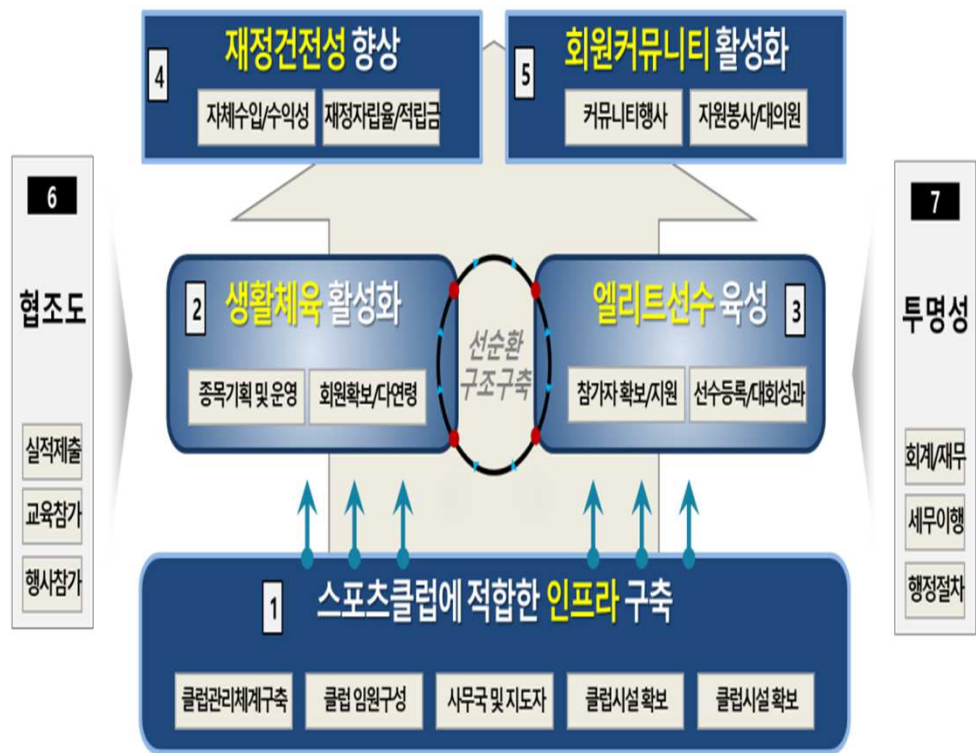 4
재정건전성 향상
자체수입/수익성
재정자립율/적립금
5
회원커뮤니티 활성화
커뮤니티행사
자원봉사/대의원
6
협조도
실적제출
교육참가
행사참가
2
생활체육 활성화
종목기획 및 운영
회원확보/다연령
선순환
구조구축
엘리트선수 육성
3
참가자 확보/지원
선수등록/대회성과
7
투명성
회계/재무
세무이행
행정절차
1
스포츠클럽에 적합한 인프라 구축
클럽관리체계구축
클럽 임원구성
사무국 및 지도자
클럽시설 확보
클럽시설 확보